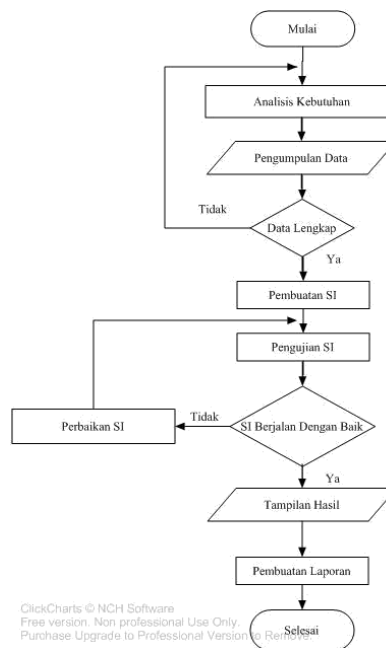 Mulai
Analisis Kebutuhan
Pengumpulan Data
Tidak
Data Lengkap
Ya
Pembuatan SI
Pengujian SI
Perbaikan SI
Tidak
SI Berjalan Dengan Baik
Ya
Tampilan Hasil
Pembuatan Laporan
ClickCharts © NCH Software
Free version. Non professional Use Only.
Purchase Upgrade to Professional Version to Remove.
Selesai